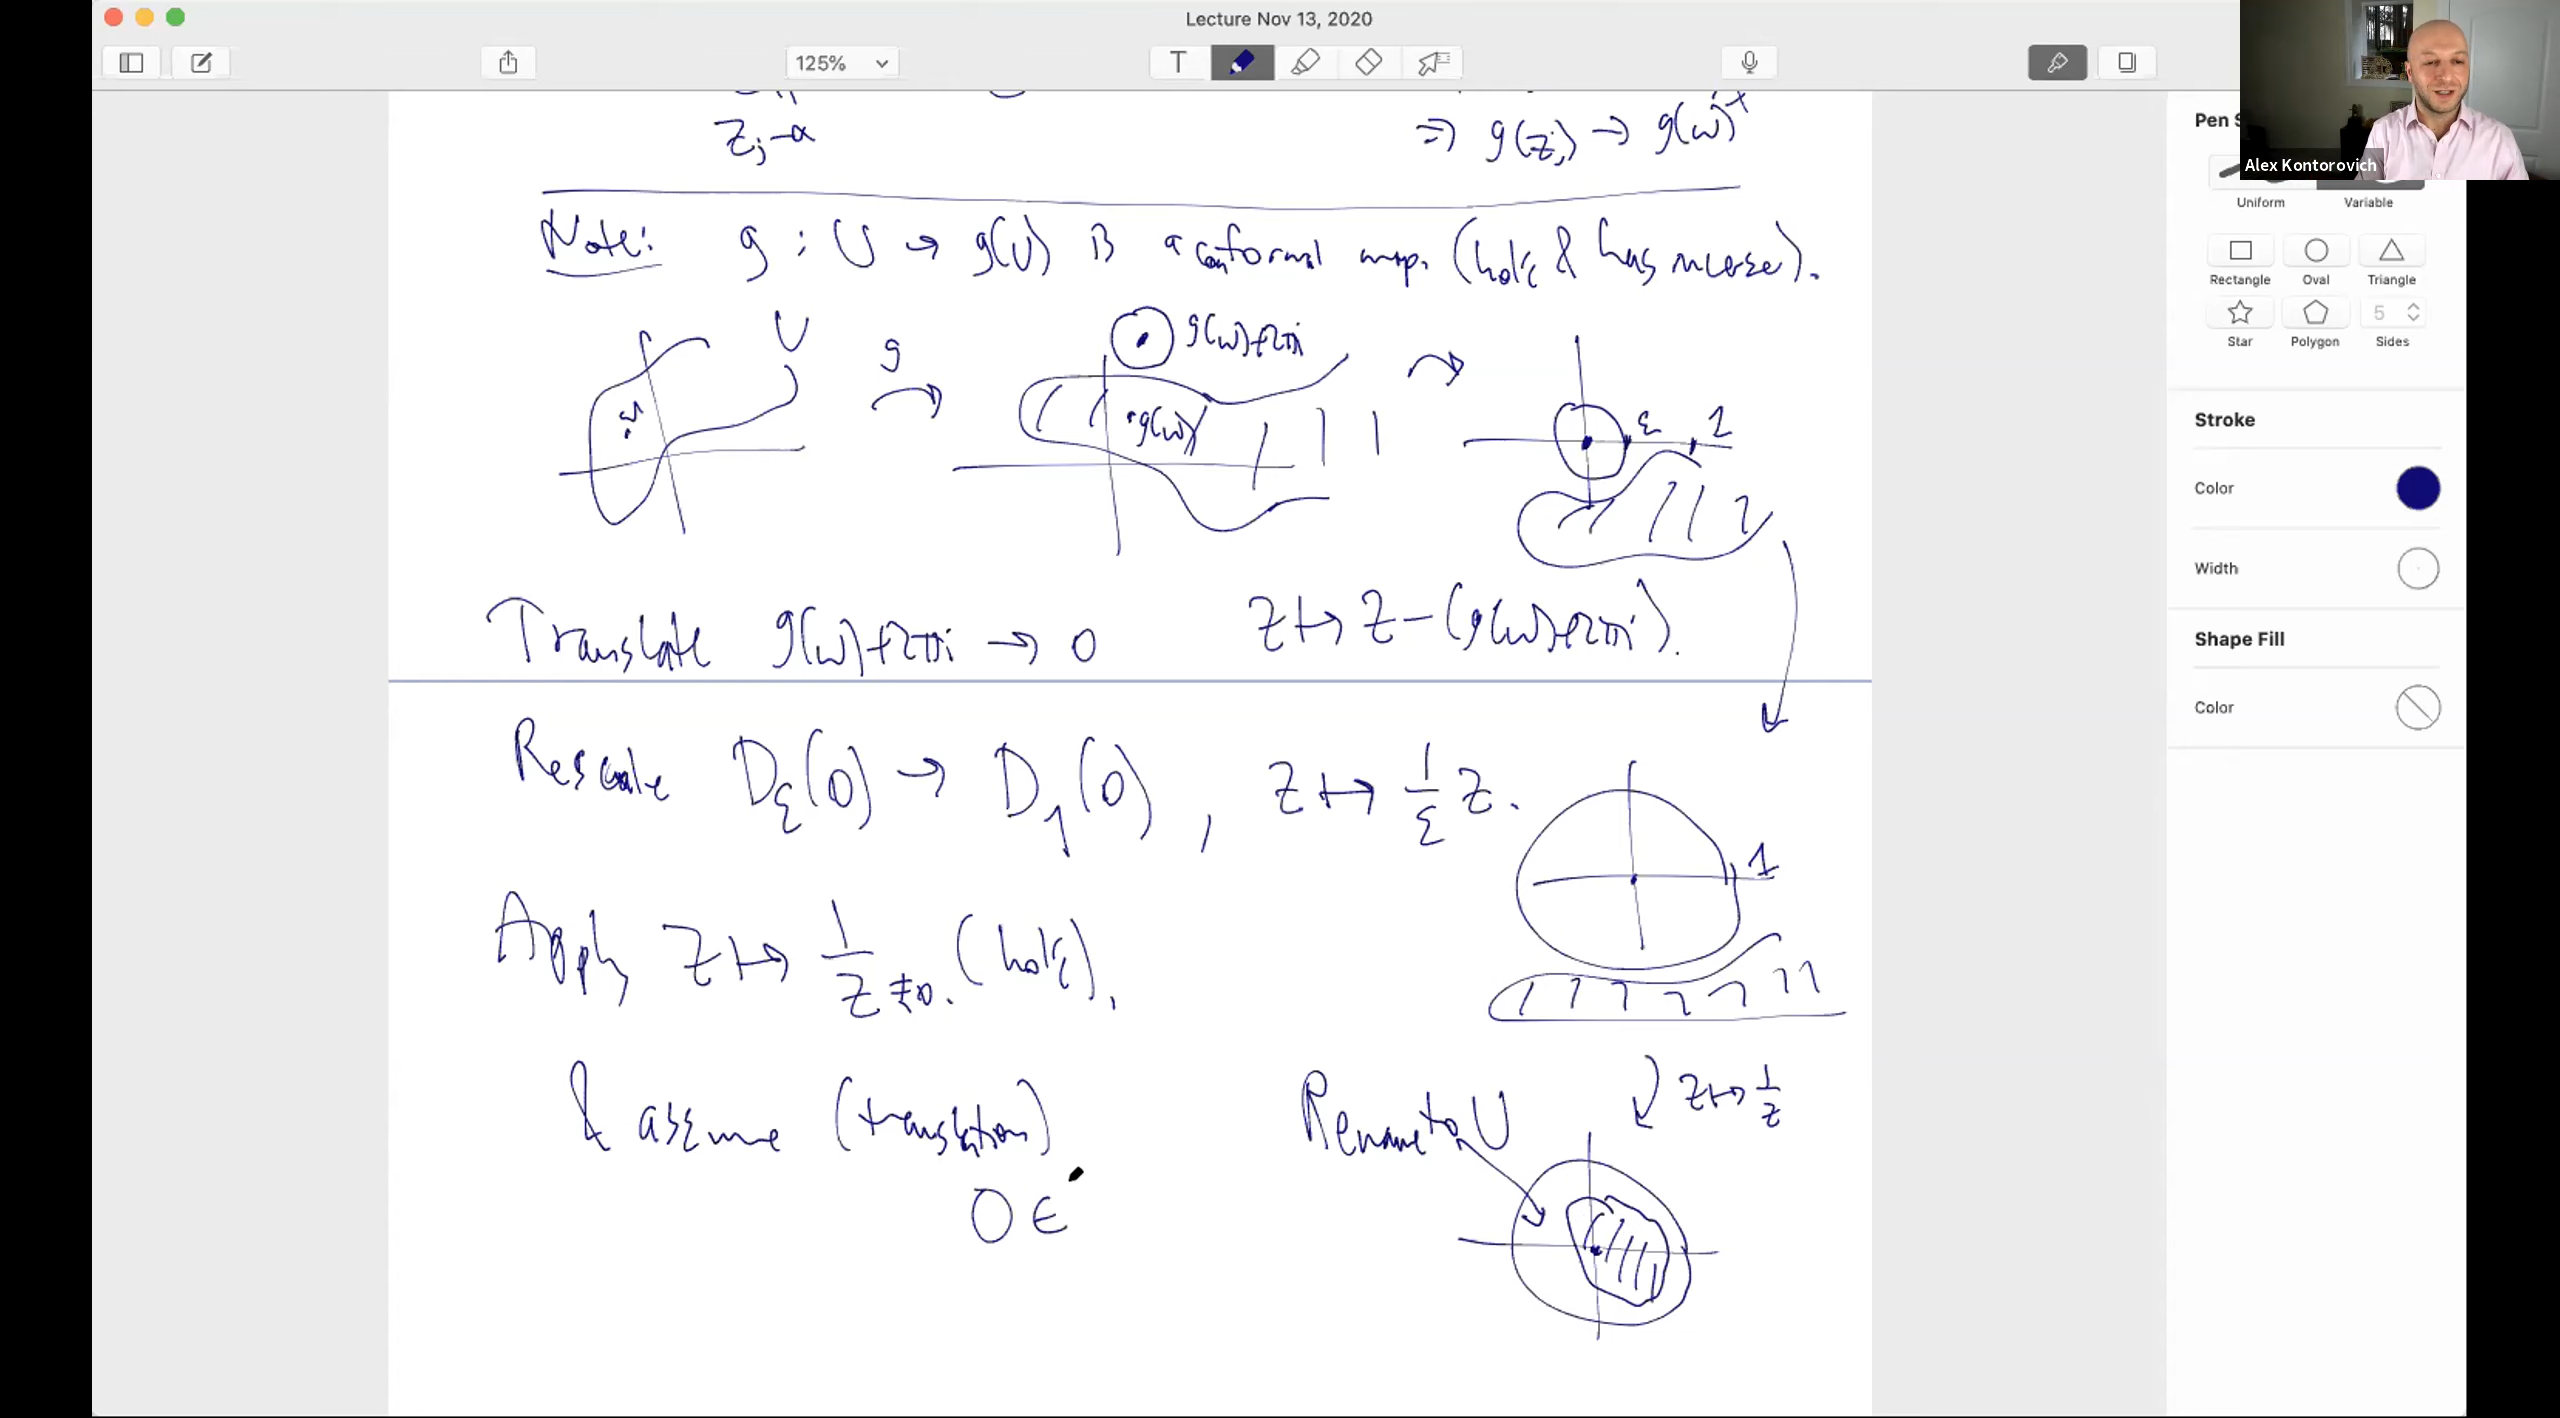 Lecture Nov 13, 2020
125%
T
Alex Kontorovich
Pen S
Uniform
Variable
Rectangle
Oval
Triangle
5
Star
Polygon
Sides
Stroke
Color
Width
Shape Fill
Color
z_j - α
⇒ g(z_j) → g(w)+
Note: g : U → g(U) is a conformal map. (holc & has inverse).
U
g
g(w)+2πi
w
g(w)
ε
1
Translate g(w)+2πi → 0    z ↦ z - (g(w)+2πi).
Rescale D_ε(0) → D_1(0), z ↦ 1/ε z.
1
Apply z ↦ 1/z ≠0. (holc),
z ↦ 1/z
& assume (translation)
Rename to U
0 ∈